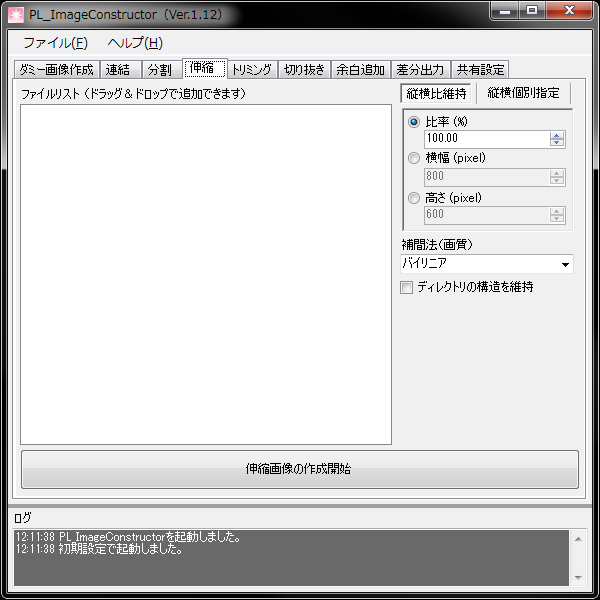 PL_ImageConstructor (Ver.1.12)
ファイル(F) ヘルプ(H)
ダミー画像作成 連結 分割 伸縮 トリミング 切り抜き 余白追加 差分出力 共有設定
ファイルリスト (ドラッグ＆ドロップで追加できます)
縦横比維持 縦横個別指定
比率 (%)
100.00
横幅 (pixel)
800
高さ (pixel)
600
補間法(画質)
バイリニア
ディレクトリの構造を維持
伸縮画像の作成開始
ログ
12:11:38 PL_ImageConstructorを起動しました。
12:11:38 初期設定で起動しました。